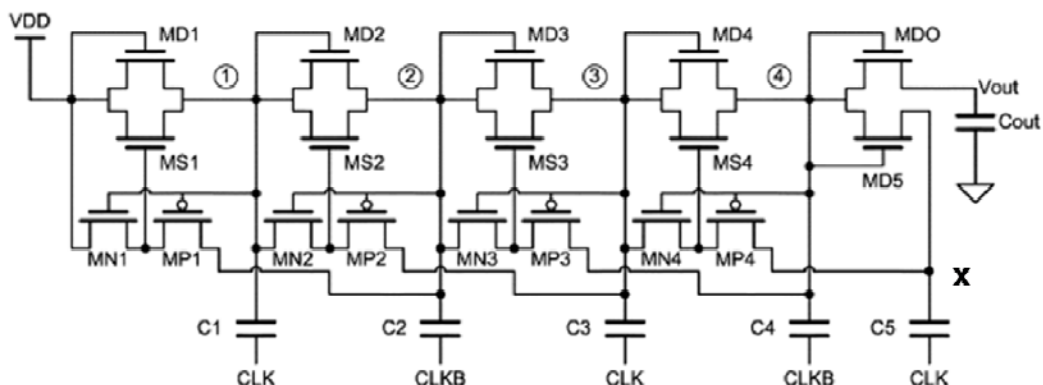 VDD
MD1 MD2 MD3 MD4 MDO
① ② ③ ④
Vout
Cout
MS1 MS2 MS3 MS4 MD5
MN1 MP1 MN2 MP2 MN3 MP3 MN4 MP4
X
C1 C2 C3 C4 C5
CLK CLKB CLK CLKB CLK